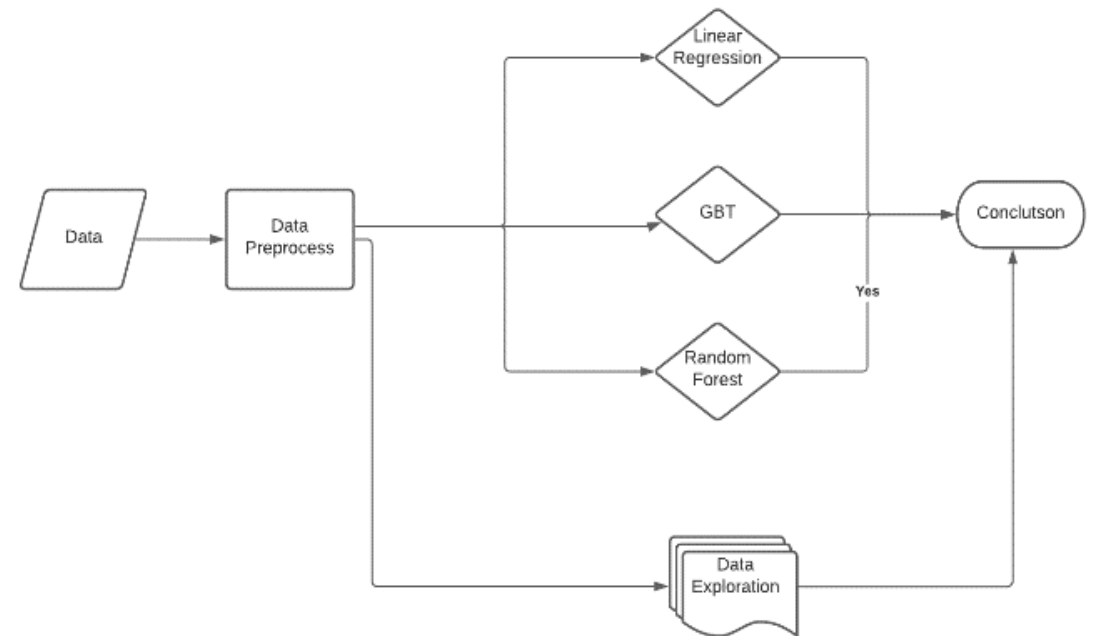 Linear
Regression
Data
Data
Preprocess
GBT
Conclutson
Yes
Random
Forest
Data
Exploration